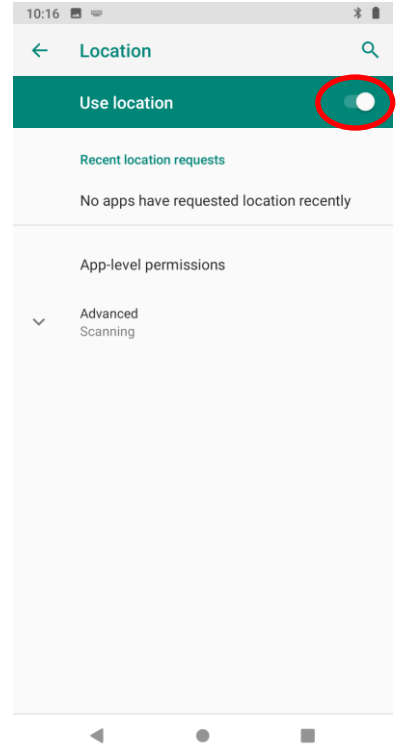 10:16
Location
Use location
Recent location requests
No apps have requested location recently
App-level permissions
Advanced
Scanning